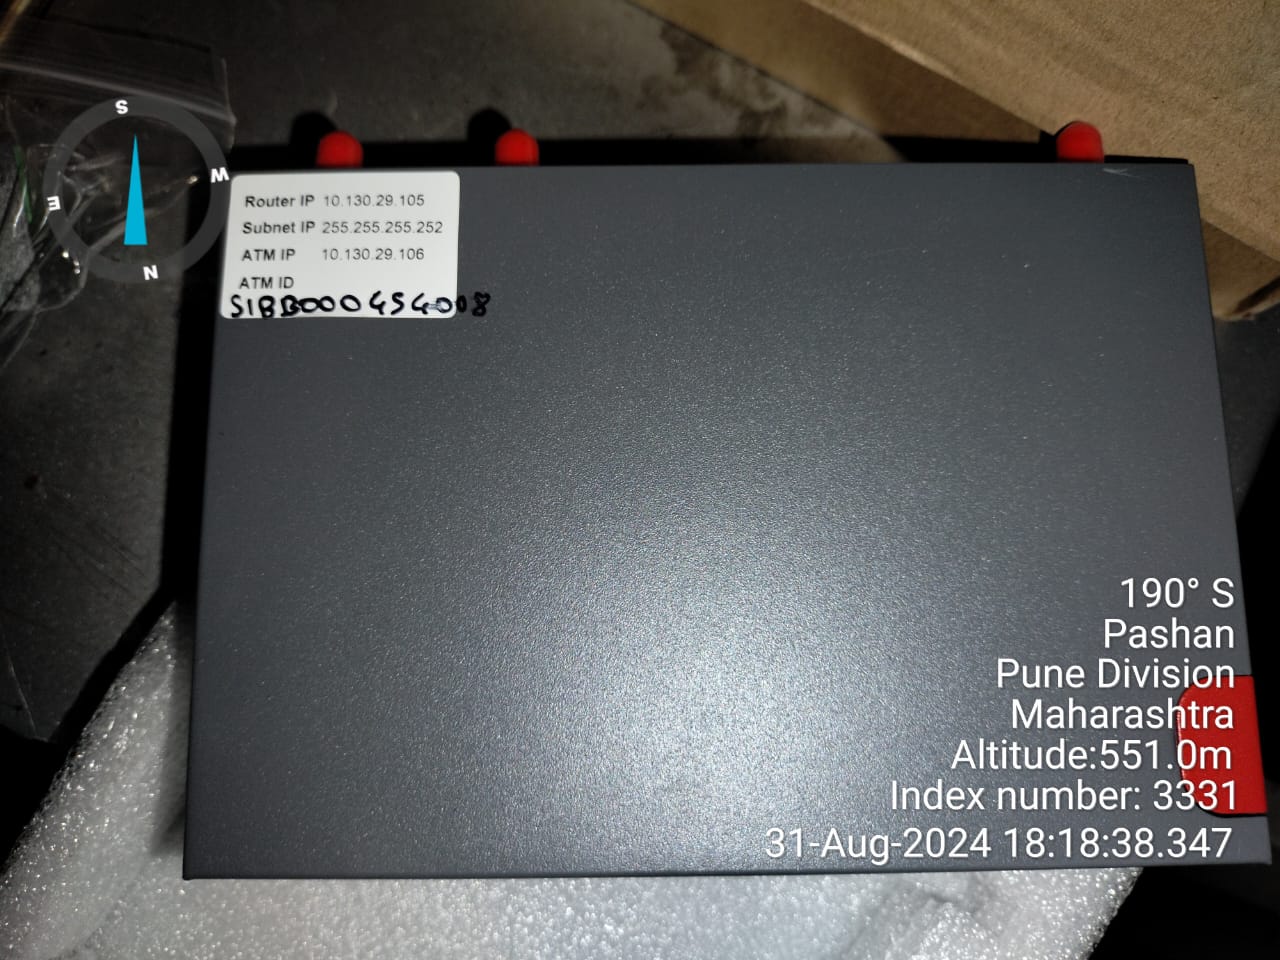 S
W
E
N
Router IP 10.130.29.105
Subnet IP 255.255.255.252
ATM IP 10.130.29.106
ATM ID
S1BB000454008
190° S
Pashan
Pune Division
Maharashtra
Altitude:551.0m
Index number: 3331
31-Aug-2024 18:18:38.347